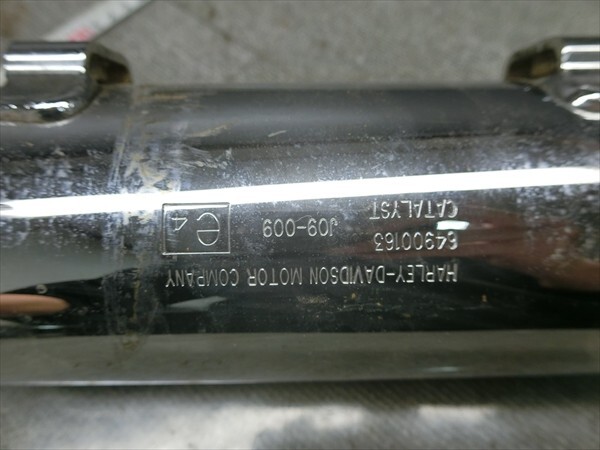 HARLEY-DAVIDSON MOTOR COMPANY
64900163
CATALYST J09-009 e4